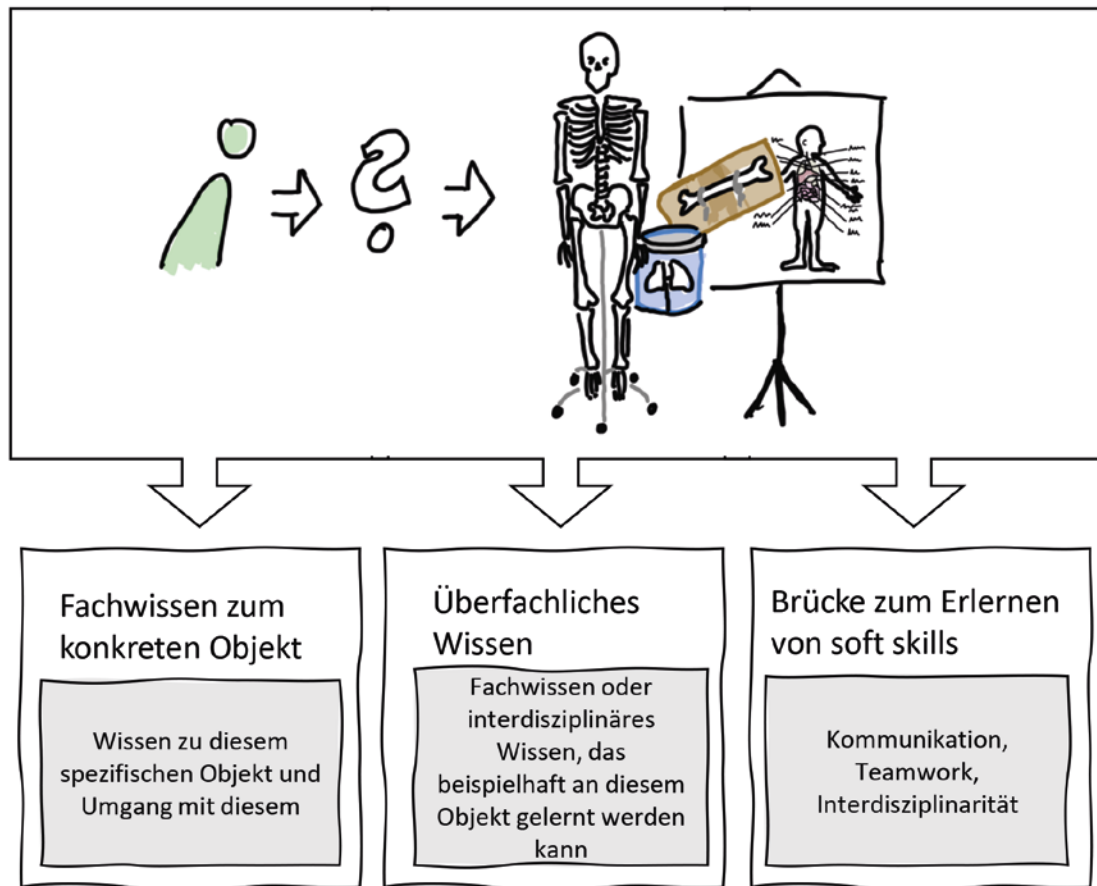 Fachwissen zum
konkreten Objekt
Wissen zu diesem
spezifischen Objekt und
Umgang mit diesem
Überfachliches
Wissen
Fachwissen oder
interdisziplinäres
Wissen, das
beispielhaft an diesem
Objekt gelernt werden
kann
Brücke zum Erlernen
von soft skills
Kommunikation,
Teamwork,
Interdisziplinarität